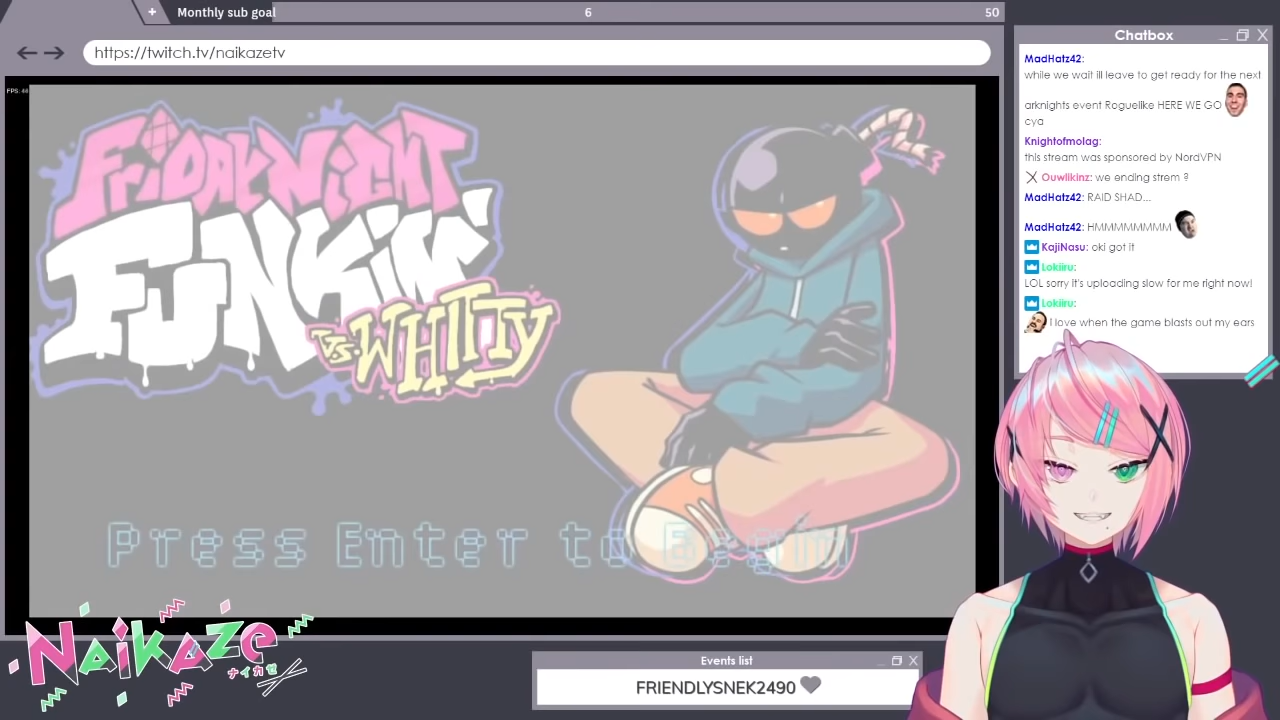 + Monthly sub goal 6 50
https://twitch.tv/naikazetv
Chatbox
FPS: 48
MadHatz42:
while we wait ill leave to get ready for the next
arknights event Roguelike HERE WE GO
cya
Knightofmolag:
this stream was sponsored by NordVPN
Ouwlikinz: we ending strem ?
MadHatz42: RAID SHAD...
MadHatz42: HMMMMMMMM
KajiNasu: oki got it
Lokiiru:
LOL sorry it's uploading slow for me right now!
Lokiiru:
I love when the game blasts out my ears
FRiDAY NiGHT
FUNKiN'
Vs. WHITTY
Press Enter to Begin
Naikaze
ナイカゼ
Events list
FRIENDLYSNEK2490